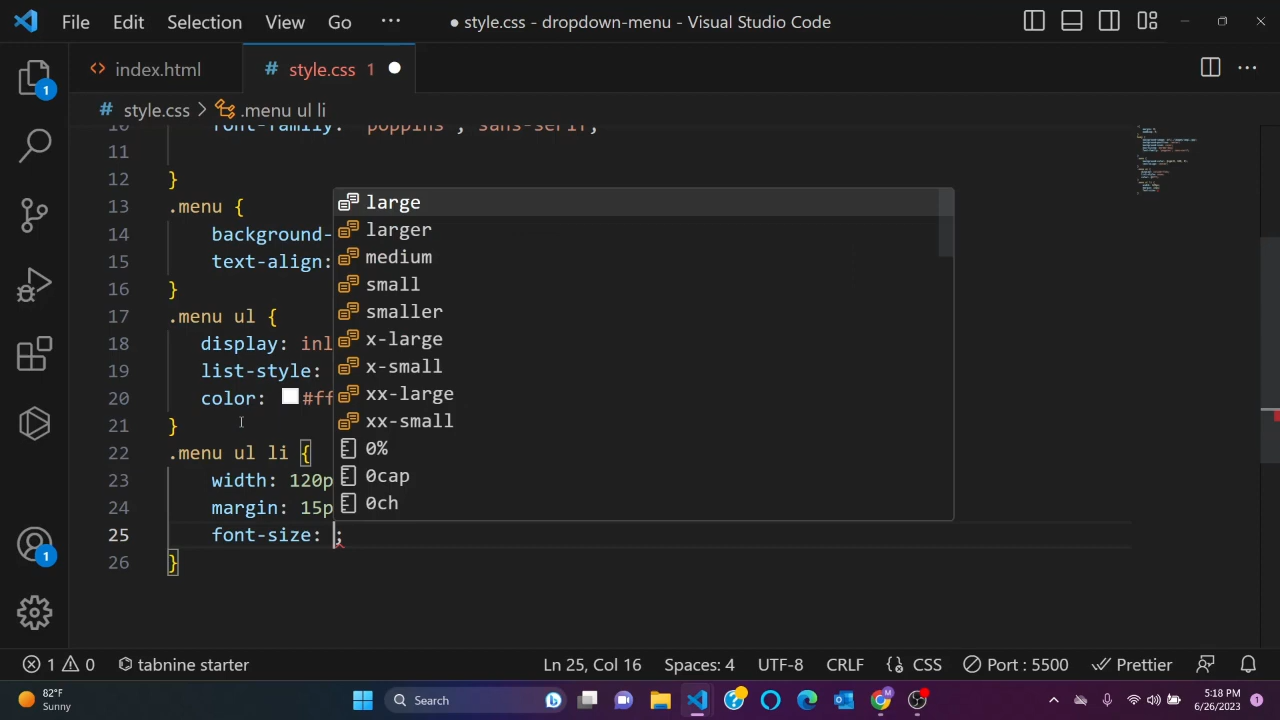 File Edit Selection View Go ··· ● style.css - dropdown-menu - Visual Studio Code
<> index.html # style.css 1 ●
# style.css > .menu ul li
10 font-family: 'poppins', sans-serif;
11
12 }
13 .menu {
14 background-
15 text-align:
16 }
17 .menu ul {
18 display: inl
19 list-style:
20 color: #ff
21 }
22 .menu ul li {
23 width: 120p
24 margin: 15p
25 font-size: ;
26 }
large
larger
medium
small
smaller
x-large
x-small
xx-large
xx-small
0%
0cap
0ch
1
1
1 0 tabnine starter Ln 25, Col 16 Spaces: 4 UTF-8 CRLF {} CSS Port : 5500 Prettier
82°F
Sunny
Search
5:18 PM
6/26/2023
1